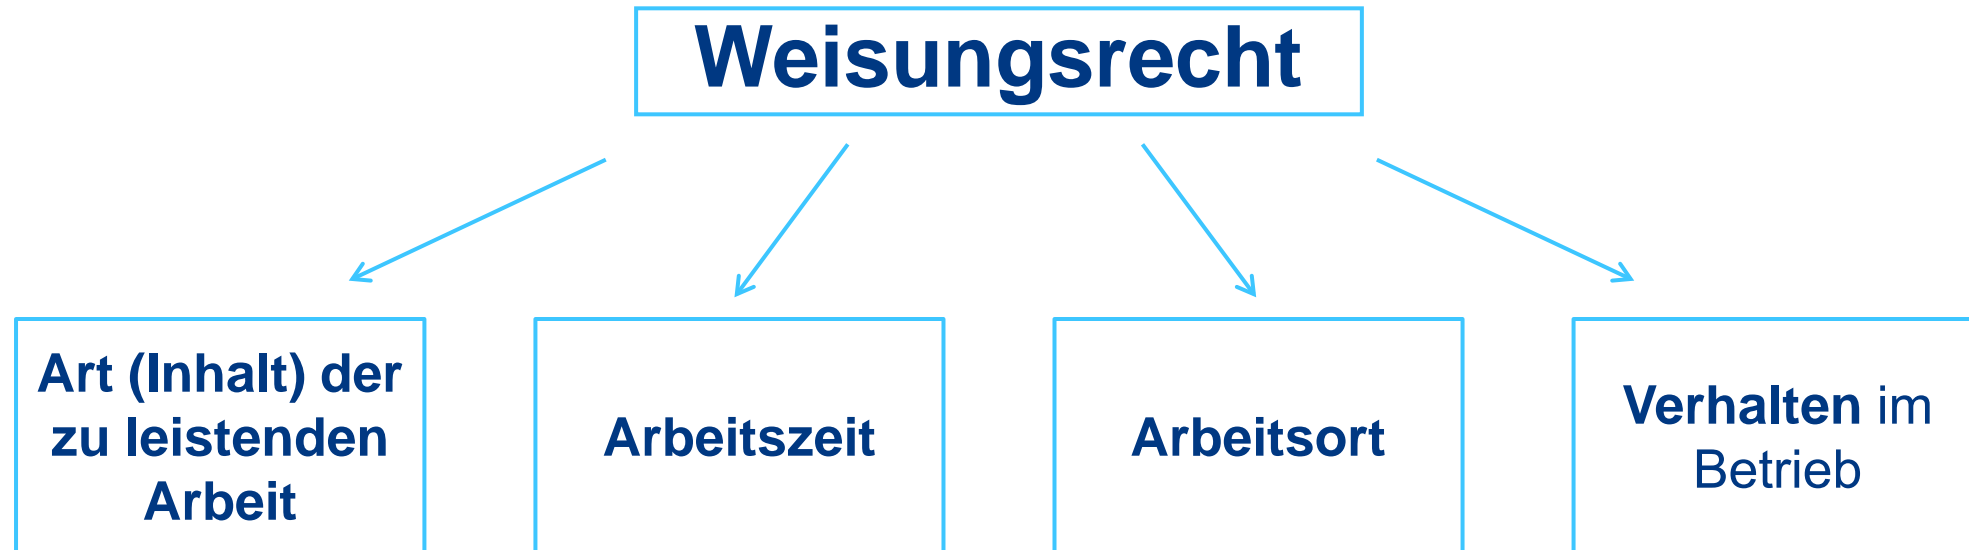 Weisungsrecht
Art (Inhalt) der
zu leistenden
Arbeit
Arbeitszeit
Arbeitsort
Verhalten im
Betrieb